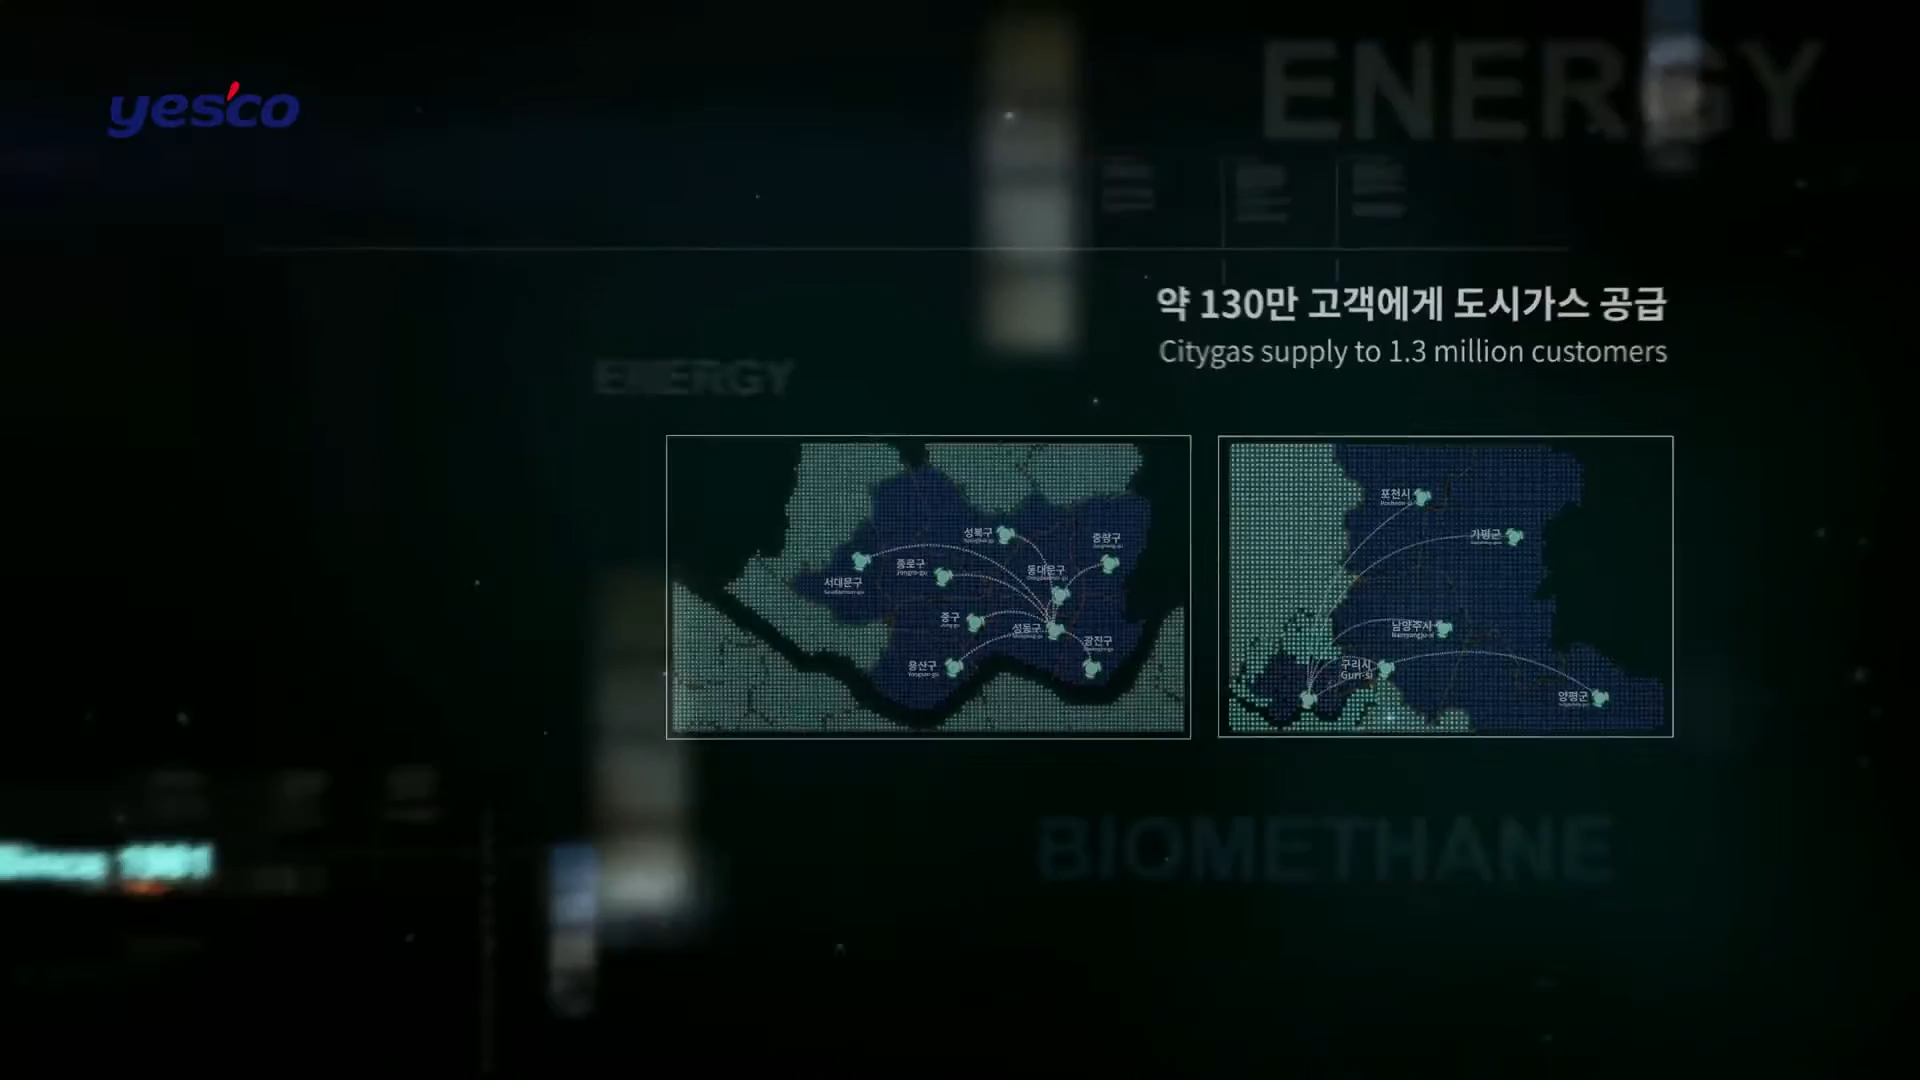 yesco
ENERGY
약 130만 고객에게 도시가스 공급
Citygas supply to 1.3 million customers
ENERGY
성북구
중랑구
종로구
동대문구
서대문구
중구
성동구
광진구
용산구
포천시
가평군
남양주시
구리시
Guri-si
양평군
BIOMETHANE
Since 1981